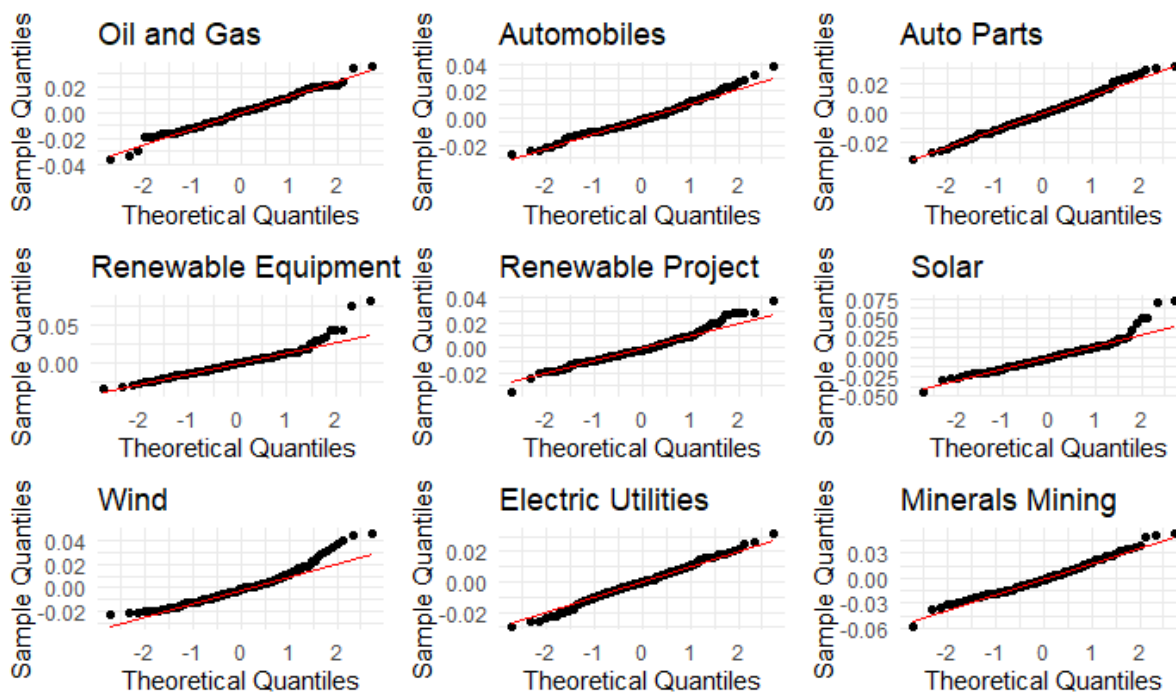 Oil and Gas
Sample Quantiles
0.02
0.00
-0.02
-0.04
-2 -1 0 1 2
Theoretical Quantiles
Automobiles
Sample Quantiles
0.04
0.02
0.00
-0.02
-2 -1 0 1 2
Theoretical Quantiles
Auto Parts
Sample Quantiles
0.02
0.00
-0.02
-2 -1 0 1 2
Theoretical Quantiles
Renewable Equipment
Sample Quantiles
0.05
0.00
-2 -1 0 1 2
Theoretical Quantiles
Renewable Project
Sample Quantiles
0.04
0.02
0.00
-0.02
-2 -1 0 1 2
Theoretical Quantiles
Solar
Sample Quantiles
0.075
0.050
0.025
0.000
-0.025
-0.050
-2 -1 0 1 2
Theoretical Quantiles
Wind
Sample Quantiles
0.04
0.02
0.00
-0.02
-2 -1 0 1 2
Theoretical Quantiles
Electric Utilities
Sample Quantiles
0.02
0.00
-0.02
-2 -1 0 1 2
Theoretical Quantiles
Minerals Mining
Sample Quantiles
0.03
0.00
-0.03
-0.06
-2 -1 0 1 2
Theoretical Quantiles